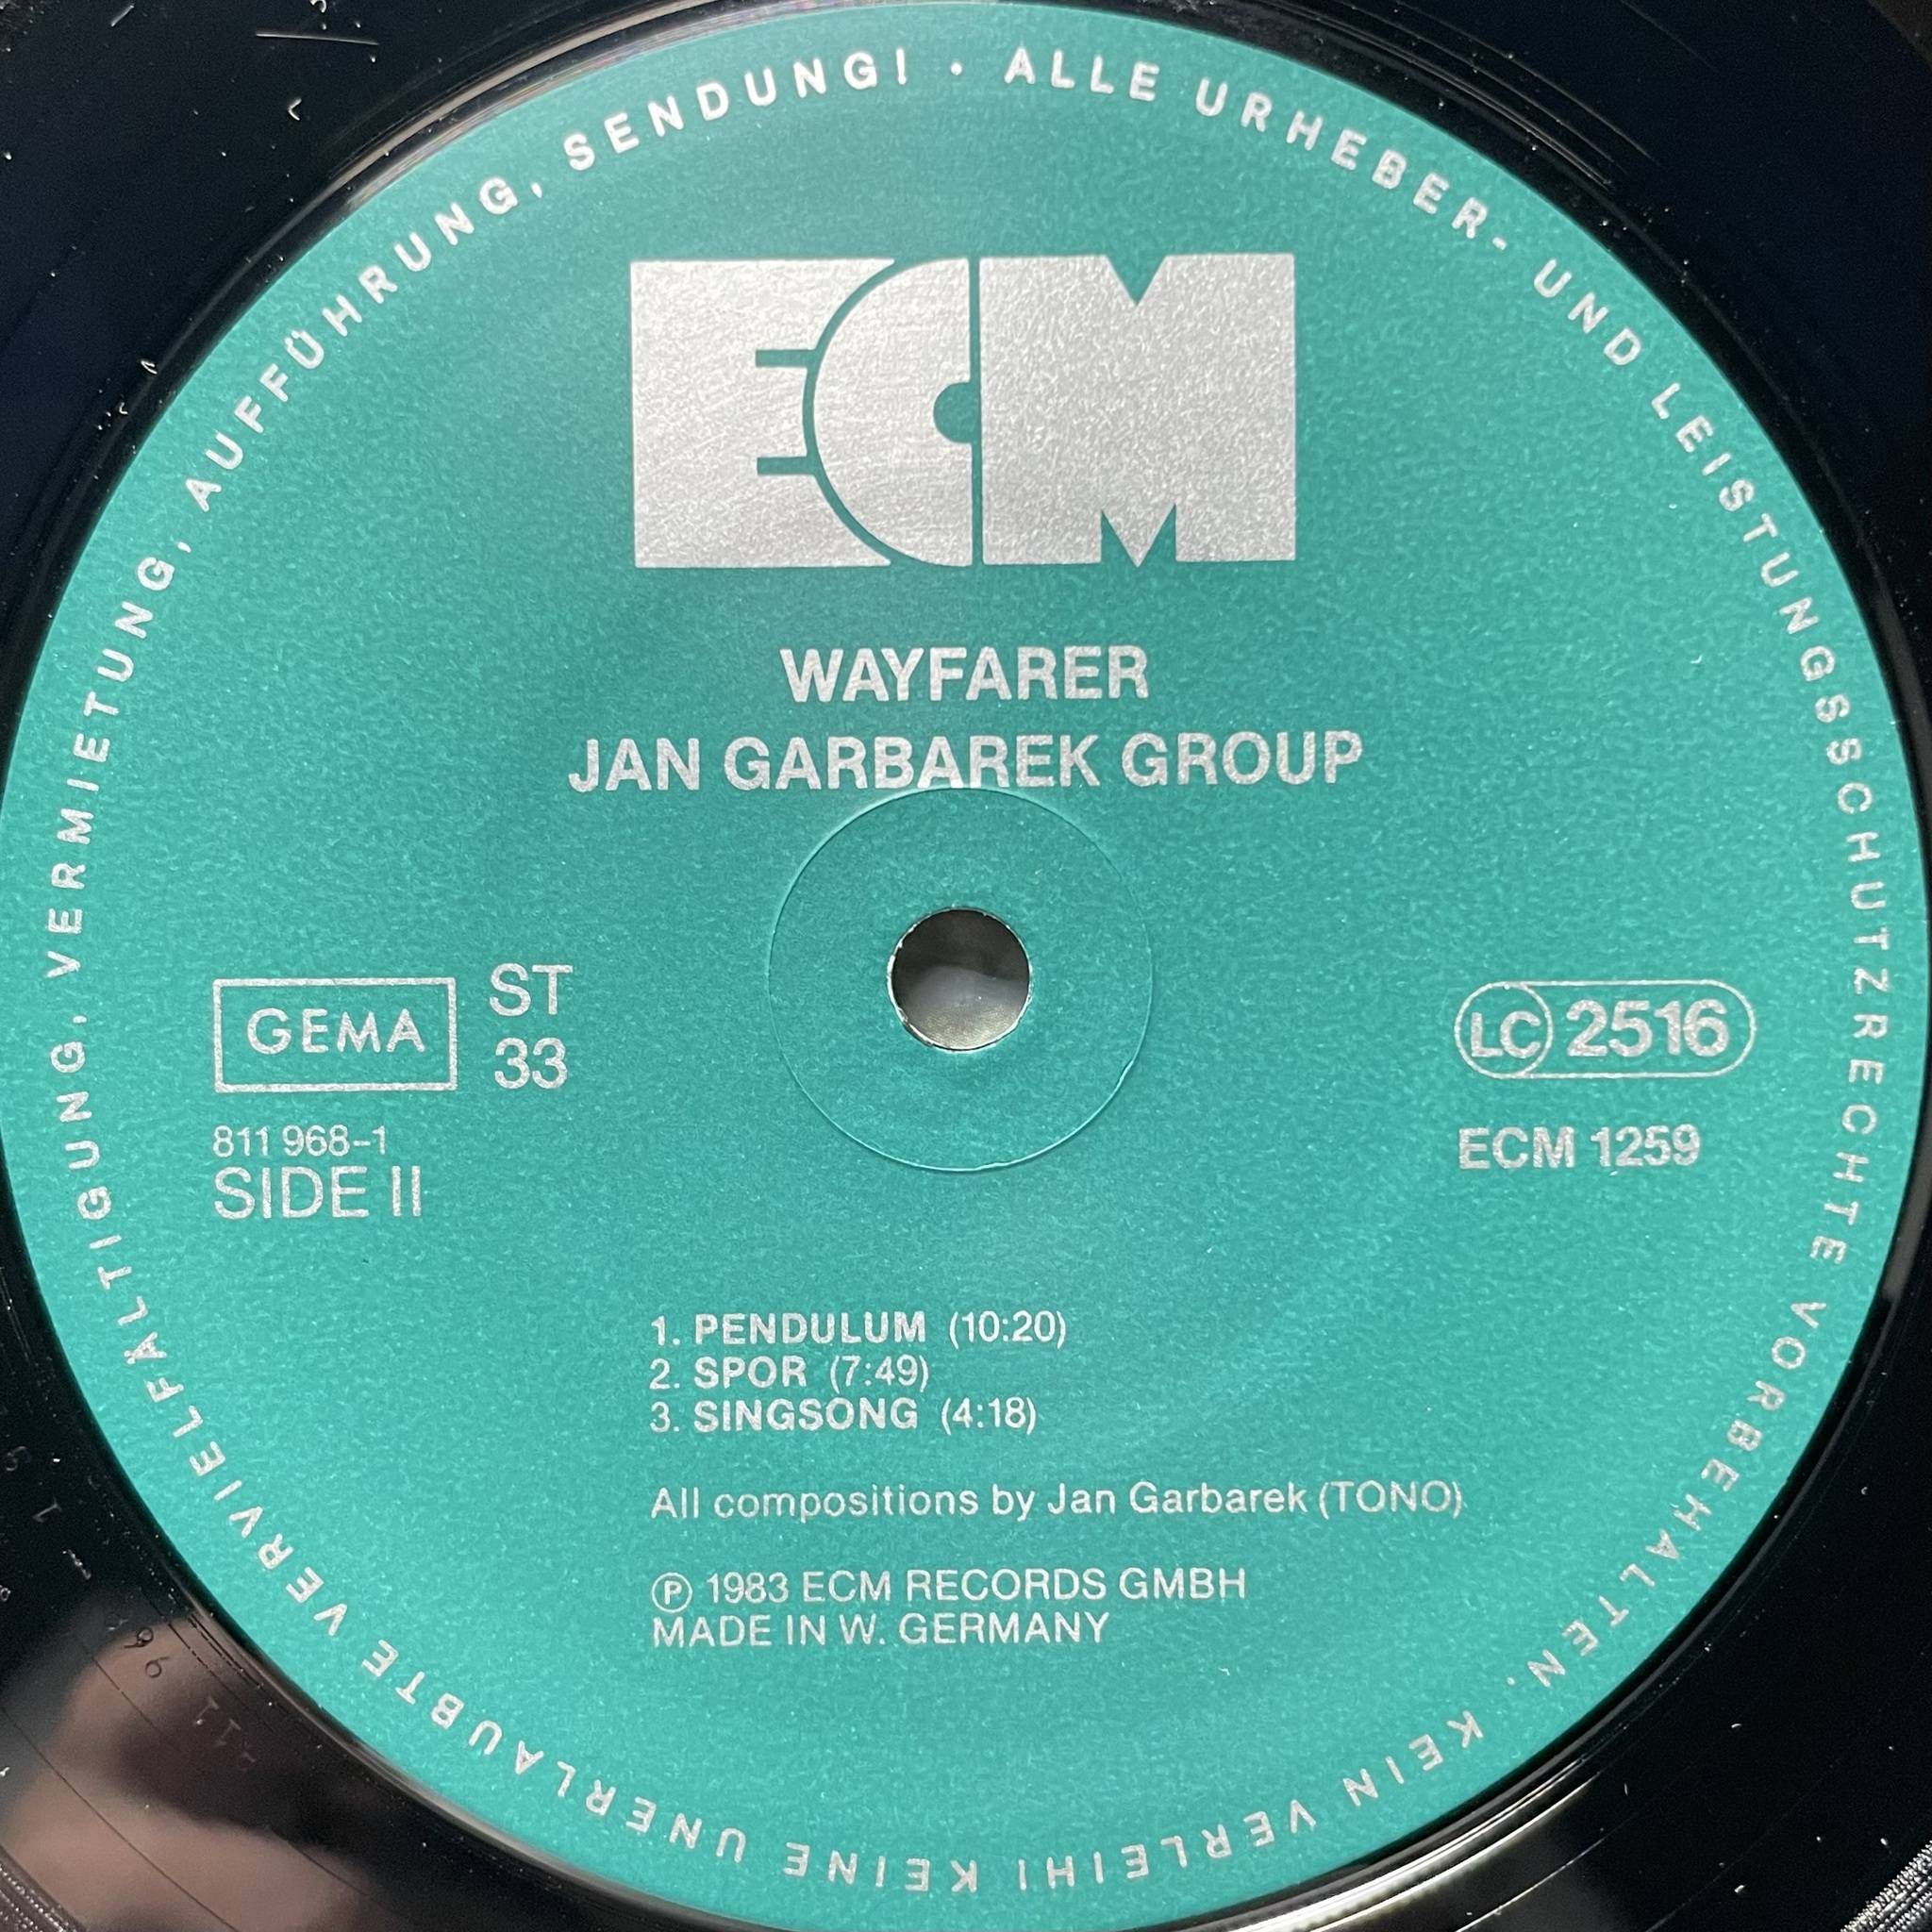 ALLE URHEBER- UND LEISTUNGSSCHUTZRECHTE VORBEHALTEN. KEIN VERLEIH! KEINE UNERLAUBTE VERVIELFÄLTIGUNG, VERMIETUNG, AUFFÜHRUNG, SENDUNG! •
ECM
WAYFARER
JAN GARBAREK GROUP
GEMA
ST
33
811 968-1
SIDE II
LC 2516
ECM 1259
1. PENDULUM (10:20)
2. SPOR (7:49)
3. SINGSONG (4:18)
All compositions by Jan Garbarek (TONO)
Ⓟ 1983 ECM RECORDS GMBH
MADE IN W. GERMANY